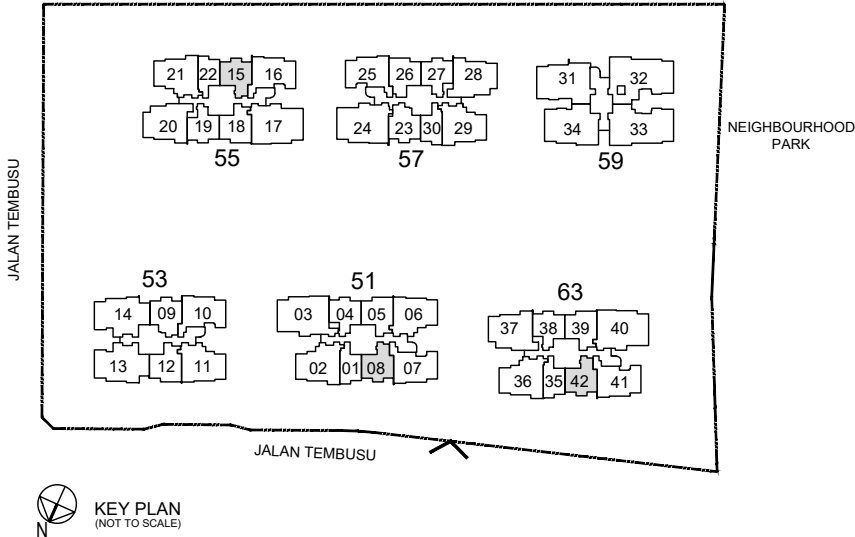 21 22 15 16
20 19 18 17
55
25 26 27 28
24 23 30 29
57
31 32
34 33
59
NEIGHBOURHOOD
PARK
JALAN TEMBUSU
53
14 09 10
13 12 11
51
03 04 05 06
02 01 08 07
63
37 38 39 40
36 35 42 41
JALAN TEMBUSU
N
KEY PLAN
(NOT TO SCALE)